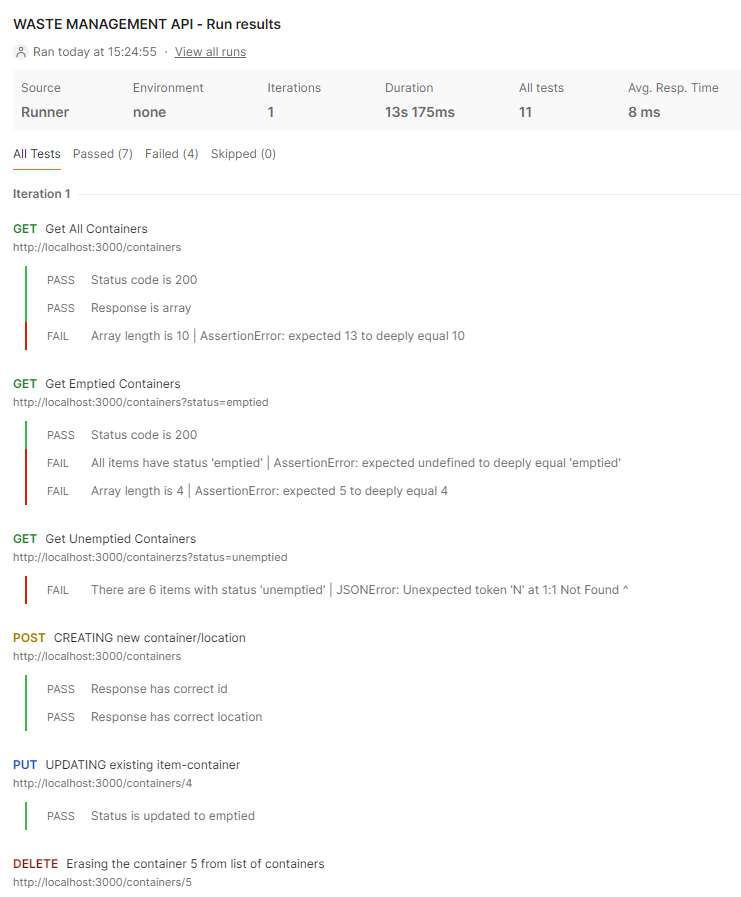 WASTE MANAGEMENT API - Run results
Ran today at 15:24:55 · View all runs
Source Environment Iterations Duration All tests Avg. Resp. Time
Runner none 1 13s 175ms 11 8 ms
All Tests Passed (7) Failed (4) Skipped (0)
Iteration 1
GET Get All Containers
http://localhost:3000/containers
PASS Status code is 200
PASS Response is array
FAIL Array length is 10 | AssertionError: expected 13 to deeply equal 10
GET Get Emptied Containers
http://localhost:3000/containers?status=emptied
PASS Status code is 200
FAIL All items have status 'emptied' | AssertionError: expected undefined to deeply equal 'emptied'
FAIL Array length is 4 | AssertionError: expected 5 to deeply equal 4
GET Get Unemptied Containers
http://localhost:3000/containerzs?status=unemptied
FAIL There are 6 items with status 'unemptied' | JSONError: Unexpected token 'N' at 1:1 Not Found ^
POST CREATING new container/location
http://localhost:3000/containers
PASS Response has correct id
PASS Response has correct location
PUT UPDATING existing item-container
http://localhost:3000/containers/4
PASS Status is updated to emptied
DELETE Erasing the container 5 from list of containers
http://localhost:3000/containers/5